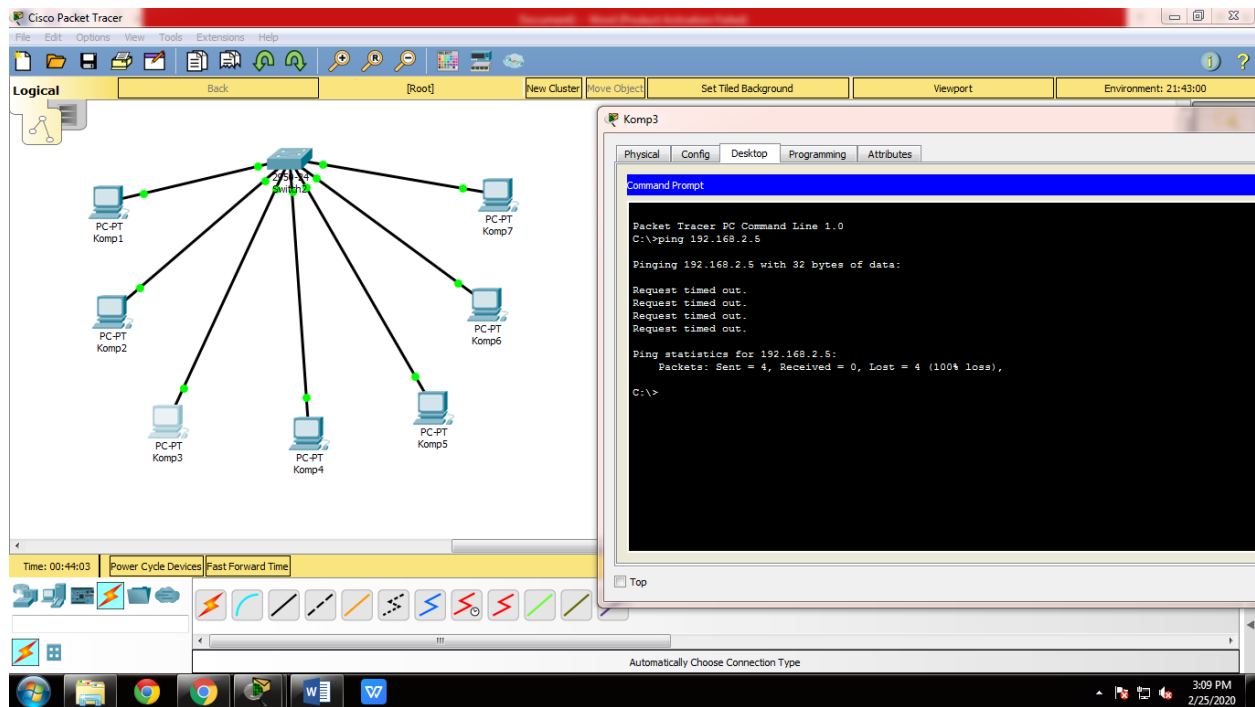 Cisco Packet Tracer
File Edit Options View Tools Extensions Help
Logical
Back
[Root]
New Cluster
Move Object
Set Tiled Background
Viewport
Environment: 21:43:00
2950-24
Switch2
PC-PT
Komp1
PC-PT
Komp2
PC-PT
Komp3
PC-PT
Komp4
PC-PT
Komp5
PC-PT
Komp6
PC-PT
Komp7
Komp3
Physical Config Desktop Programming Attributes
Command Prompt
Packet Tracer PC Command Line 1.0
C:\>ping 192.168.2.5
Pinging 192.168.2.5 with 32 bytes of data:
Request timed out.
Request timed out.
Request timed out.
Request timed out.
Ping statistics for 192.168.2.5:
Packets: Sent = 4, Received = 0, Lost = 4 (100% loss),
C:\>
Top
Time: 00:44:03
Power Cycle Devices
Fast Forward Time
Automatically Choose Connection Type
3:09 PM
2/25/2020